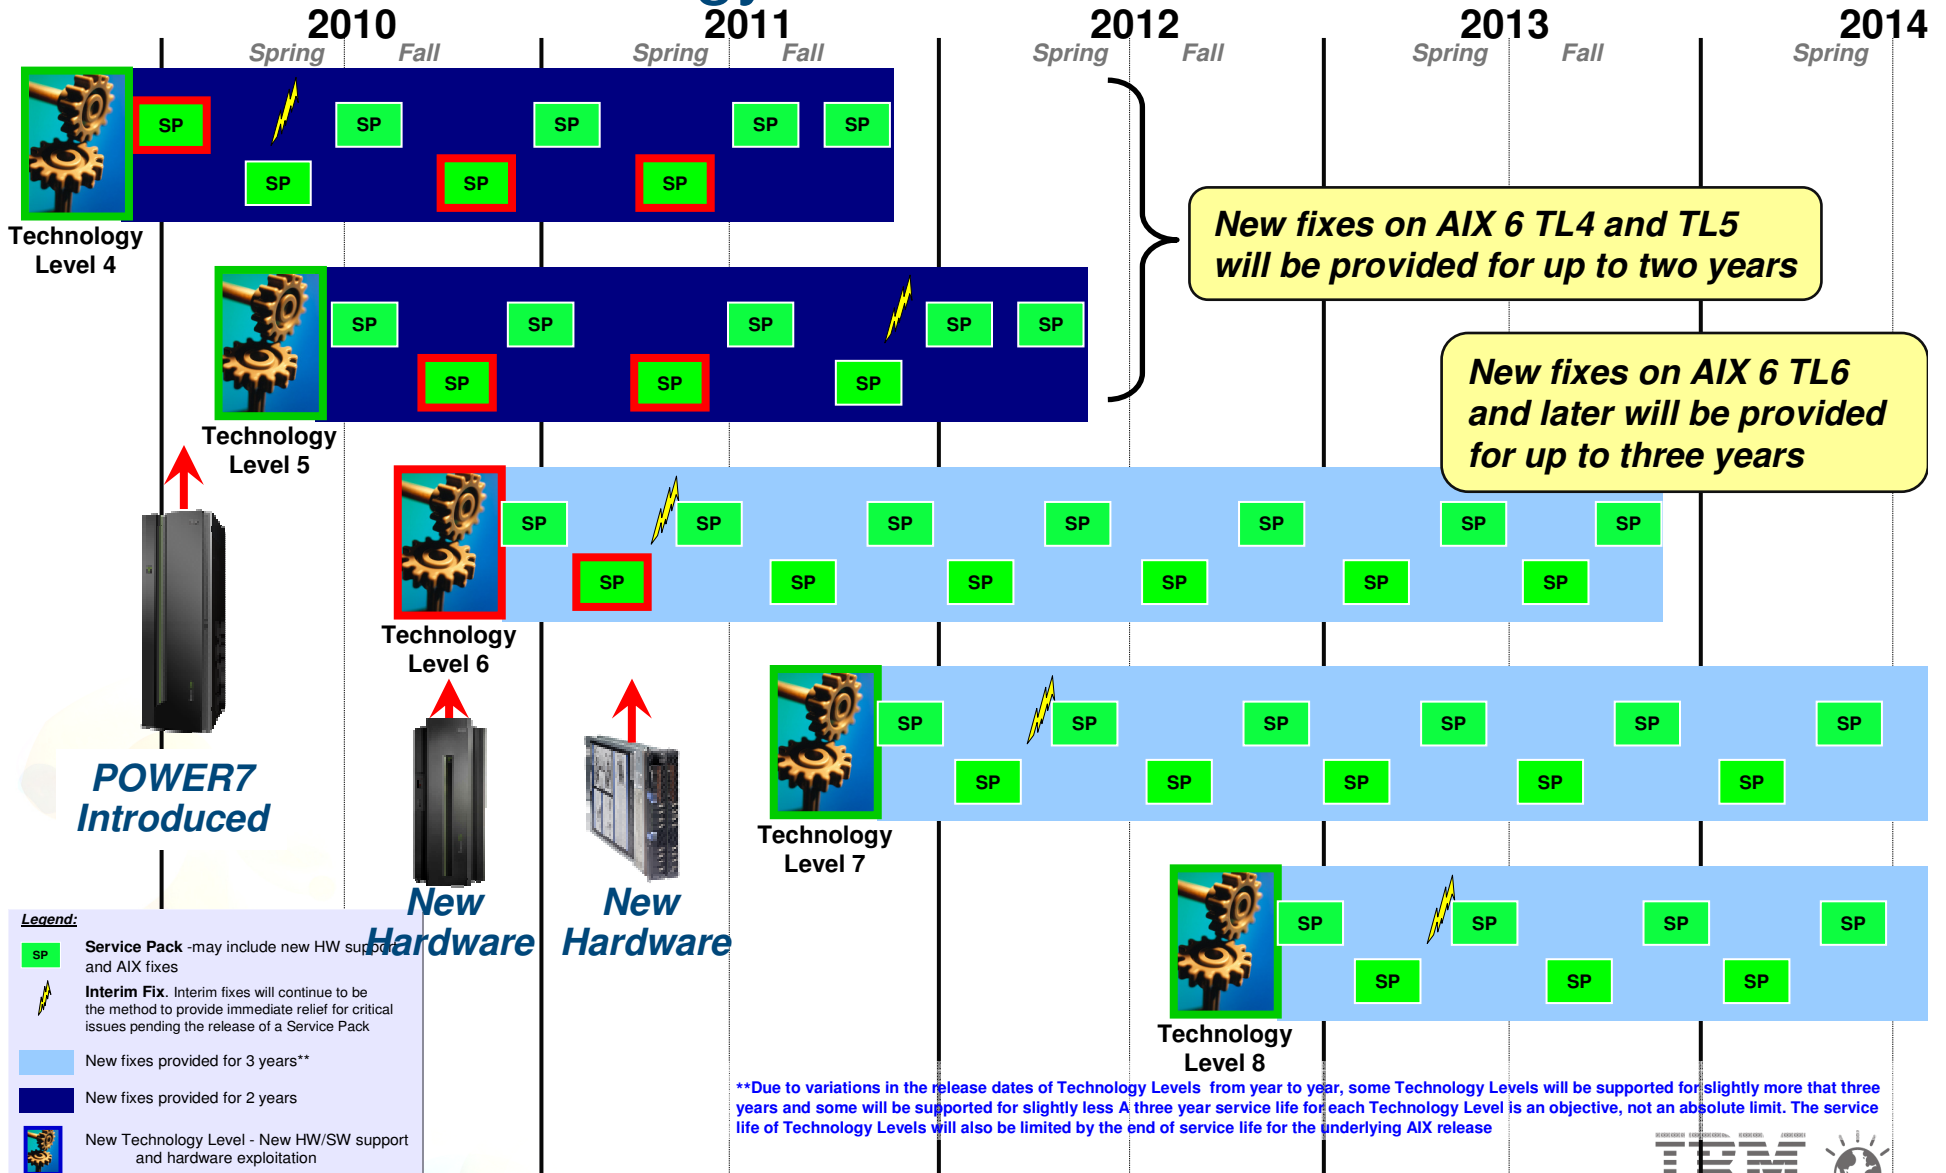 gy
2010
2011
2012
2013
2014
Spring
Fall
Spring
Fall
Spring
Fall
Spring
Fall
Spring
SP
SP
SP
SP
SP
SP
SP
SP
Technology
Level 4
New fixes on AIX 6 TL4 and TL5
will be provided for up to two years
SP
SP
SP
SP
SP
SP
SP
SP
Technology
Level 5
New fixes on AIX 6 TL6
and later will be provided
for up to three years
SP
SP
SP
SP
SP
SP
SP
SP
SP
SP
SP
SP
SP
Technology
Level 6
SP
SP
SP
SP
SP
SP
SP
SP
SP
SP
SP
Technology
Level 7
POWER7
Introduced
New
Hardware
New
Hardware
SP
SP
SP
SP
SP
SP
SP
Technology
Level 8
Legend:
SP
Service Pack -may include new HW support
and AIX fixes
Interim Fix. Interim fixes will continue to be
the method to provide immediate relief for critical
issues pending the release of a Service Pack
New fixes provided for 3 years**
New fixes provided for 2 years
New Technology Level - New HW/SW support
and hardware exploitation
**Due to variations in the release dates of Technology Levels from year to year, some Technology Levels will be supported for slightly more that three
years and some will be supported for slightly less A three year service life for each Technology Level is an objective, not an absolute limit. The service
life of Technology Levels will also be limited by the end of service life for the underlying AIX release
IBM